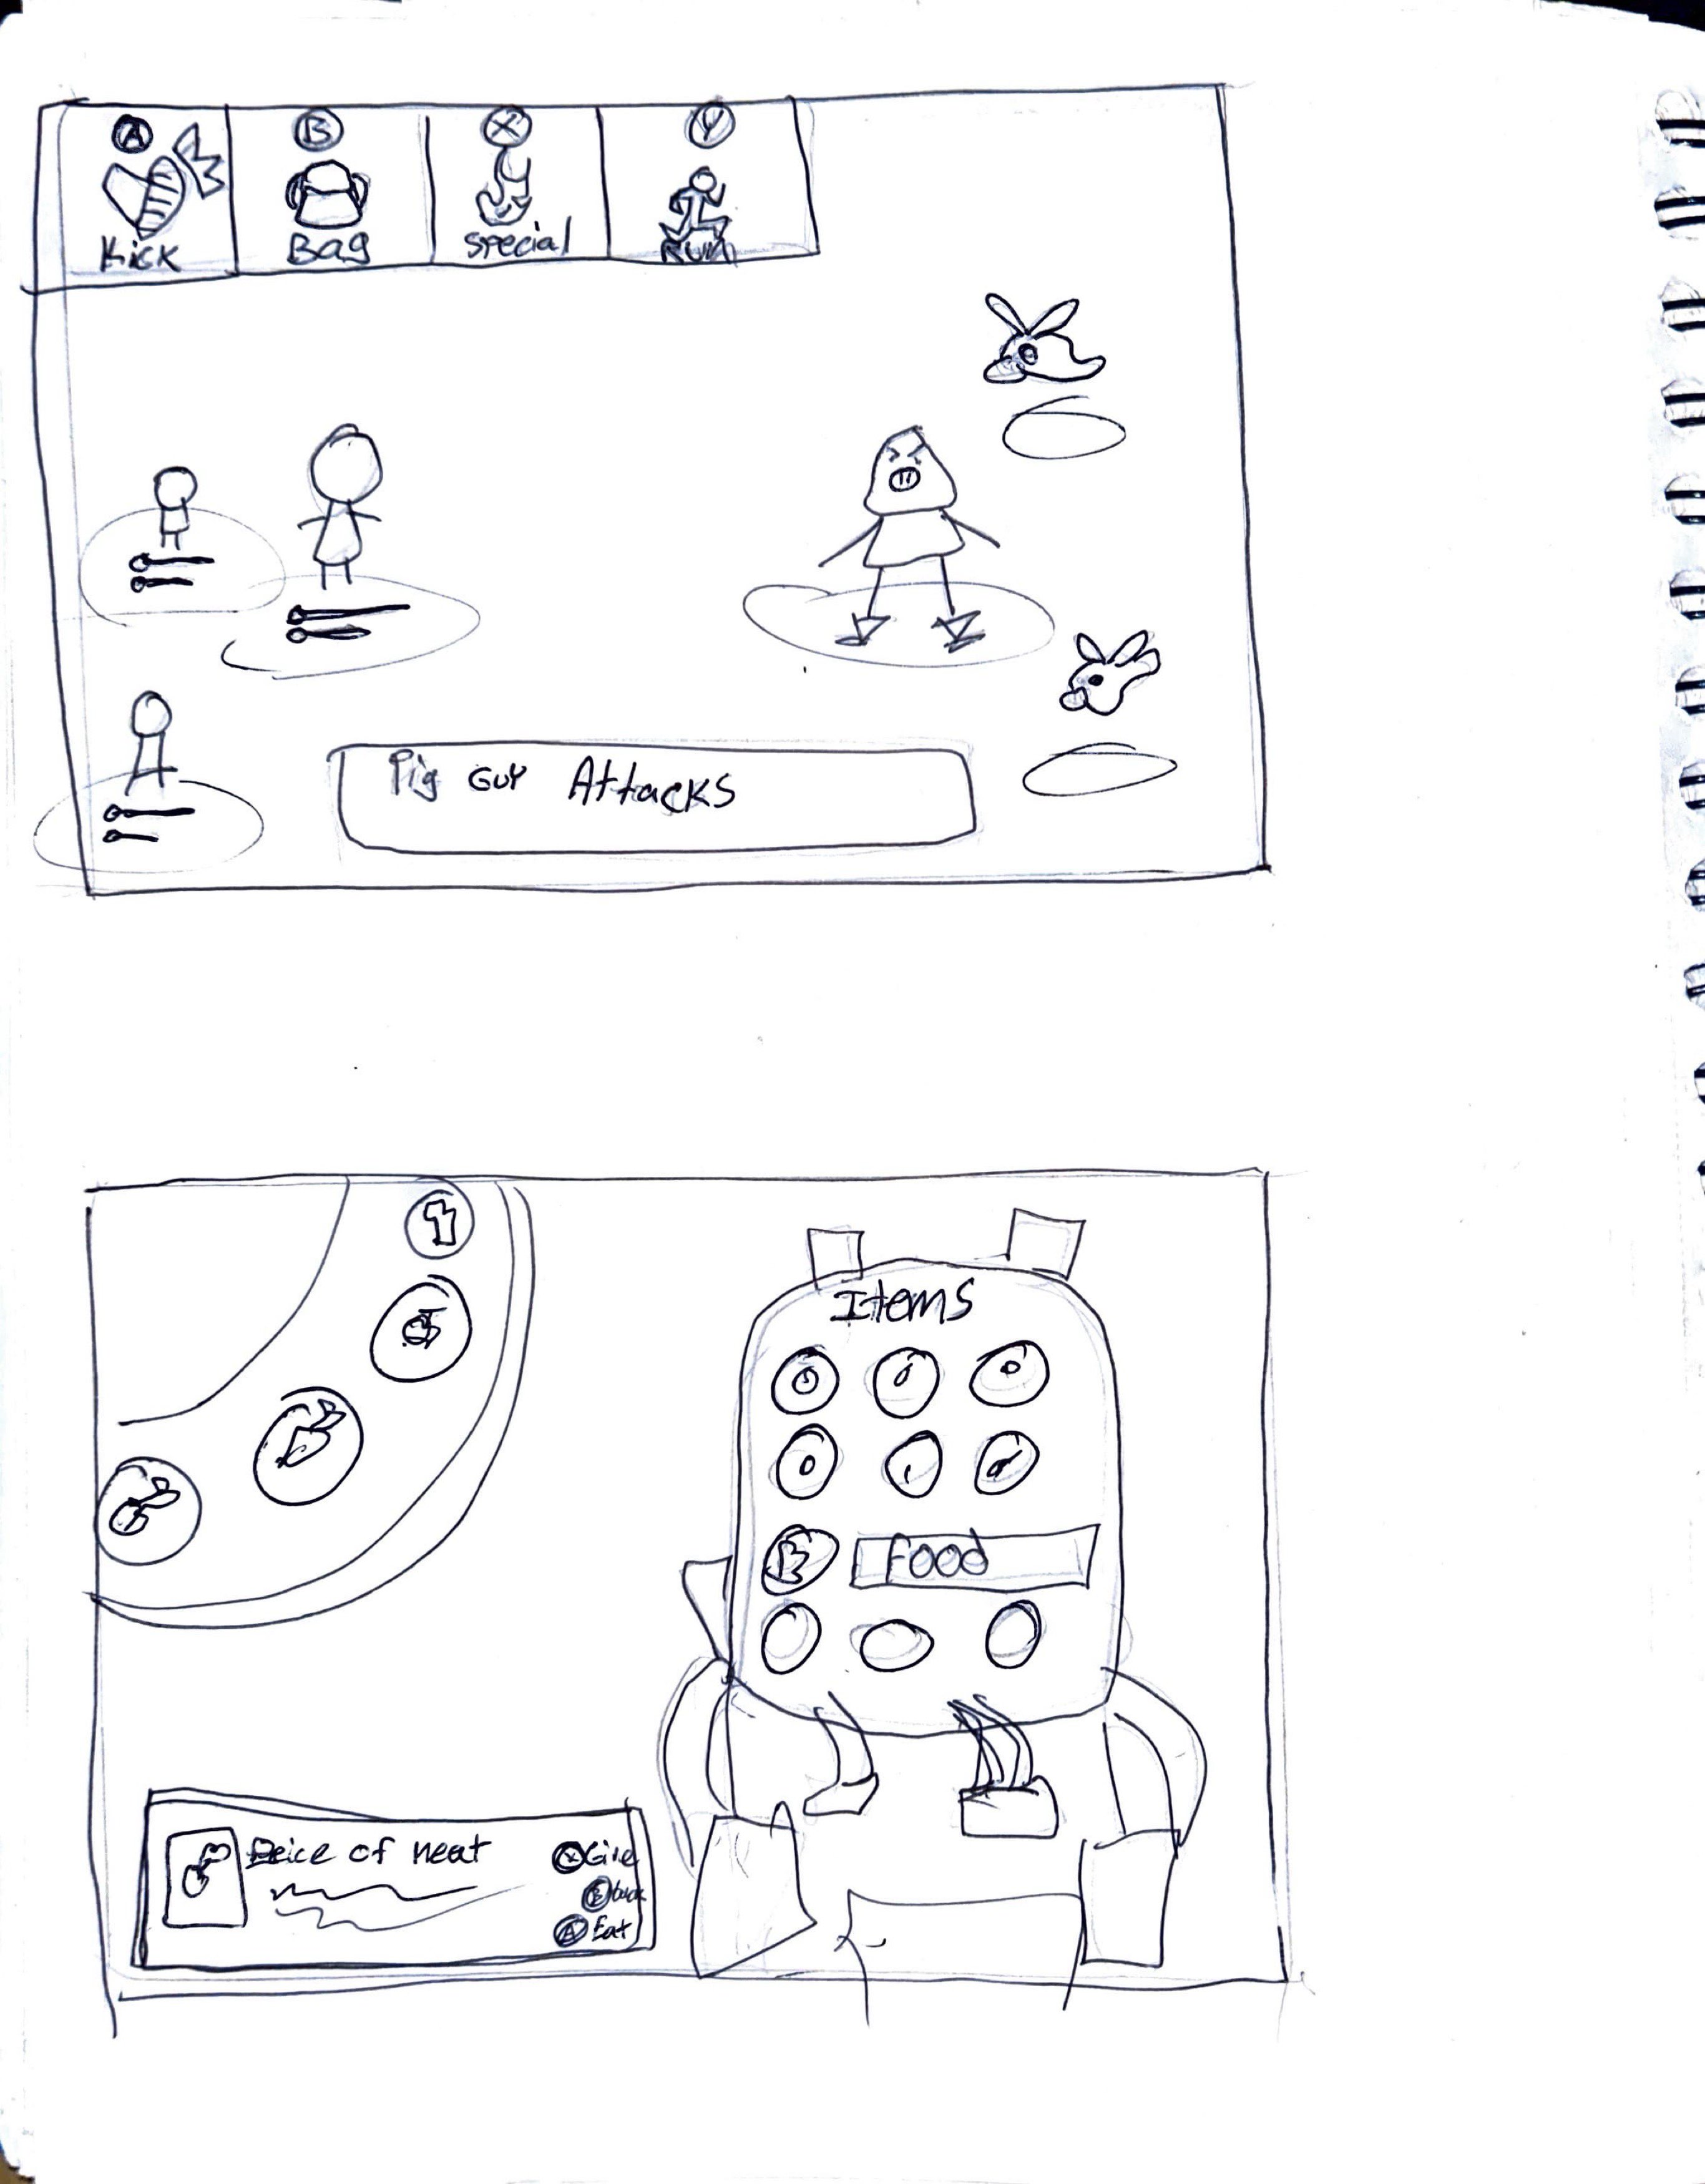 A B X Y
Kick Bag Special Run
Pig Guy Attacks
Items
B Food
Peice of meat
X Give
B back
A Eat